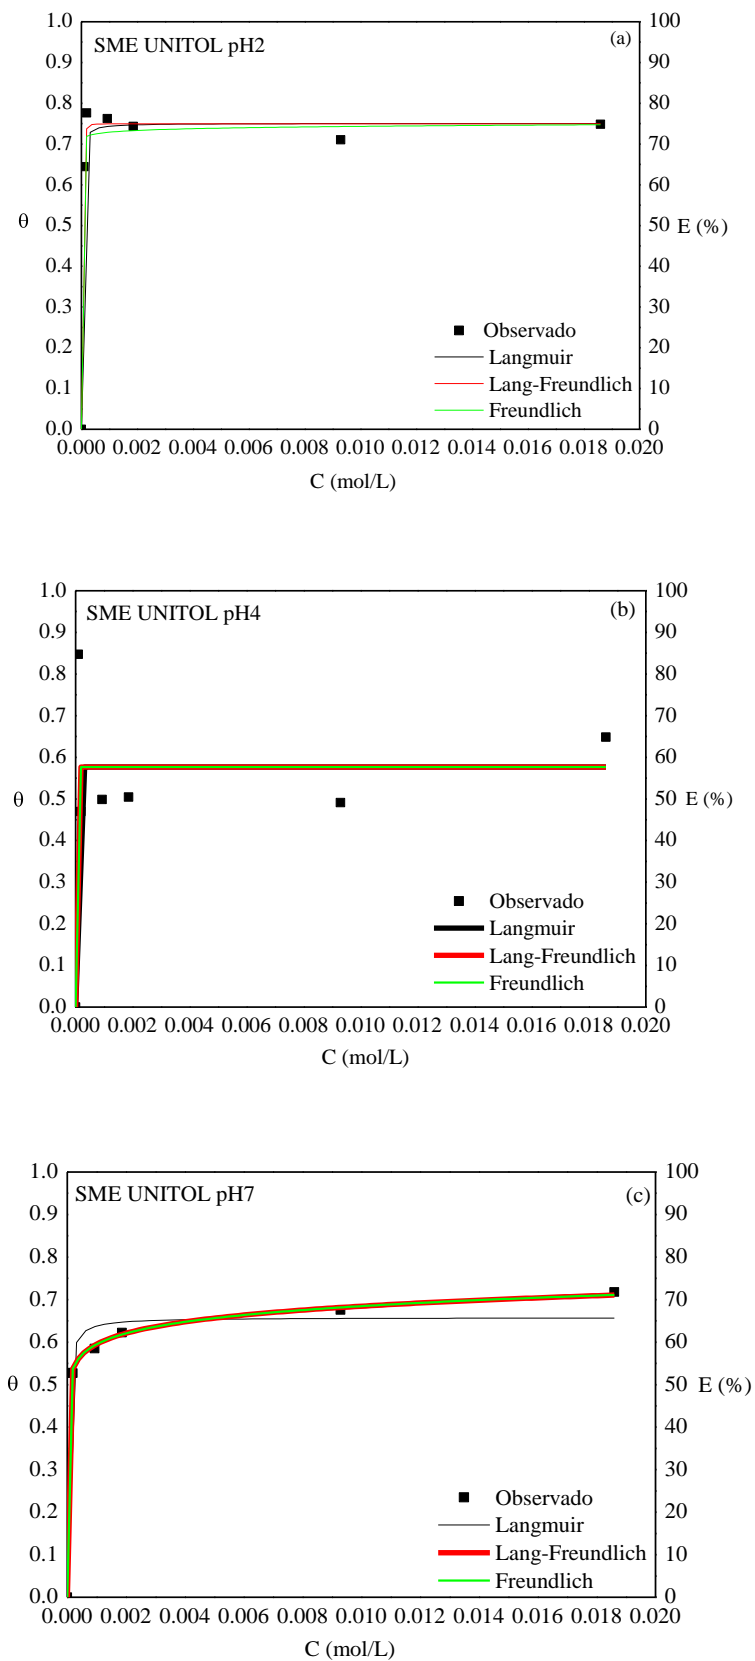 SME UNITOL pH2
(a)
1.0
0.9
0.8
0.7
0.6
0.5
0.4
0.3
0.2
0.1
0.0
θ
100
90
80
70
60
50
40
30
20
10
0
E (%)
Observado
Langmuir
Lang-Freundlich
Freundlich
0.000 0.002 0.004 0.006 0.008 0.010 0.012 0.014 0.016 0.018 0.020
C (mol/L)
SME UNITOL pH4
(b)
1.0
0.9
0.8
0.7
0.6
0.5
0.4
0.3
0.2
0.1
0.0
θ
100
90
80
70
60
50
40
30
20
10
0
E (%)
Observado
Langmuir
Lang-Freundlich
Freundlich
0.000 0.002 0.004 0.006 0.008 0.010 0.012 0.014 0.016 0.018 0.020
C (mol/L)
SME UNITOL pH7
(c)
1.0
0.9
0.8
0.7
0.6
0.5
0.4
0.3
0.2
0.1
0.0
θ
100
90
80
70
60
50
40
30
20
10
0
E (%)
Observado
Langmuir
Lang-Freundlich
Freundlich
0.000 0.002 0.004 0.006 0.008 0.010 0.012 0.014 0.016 0.018 0.020
C (mol/L)